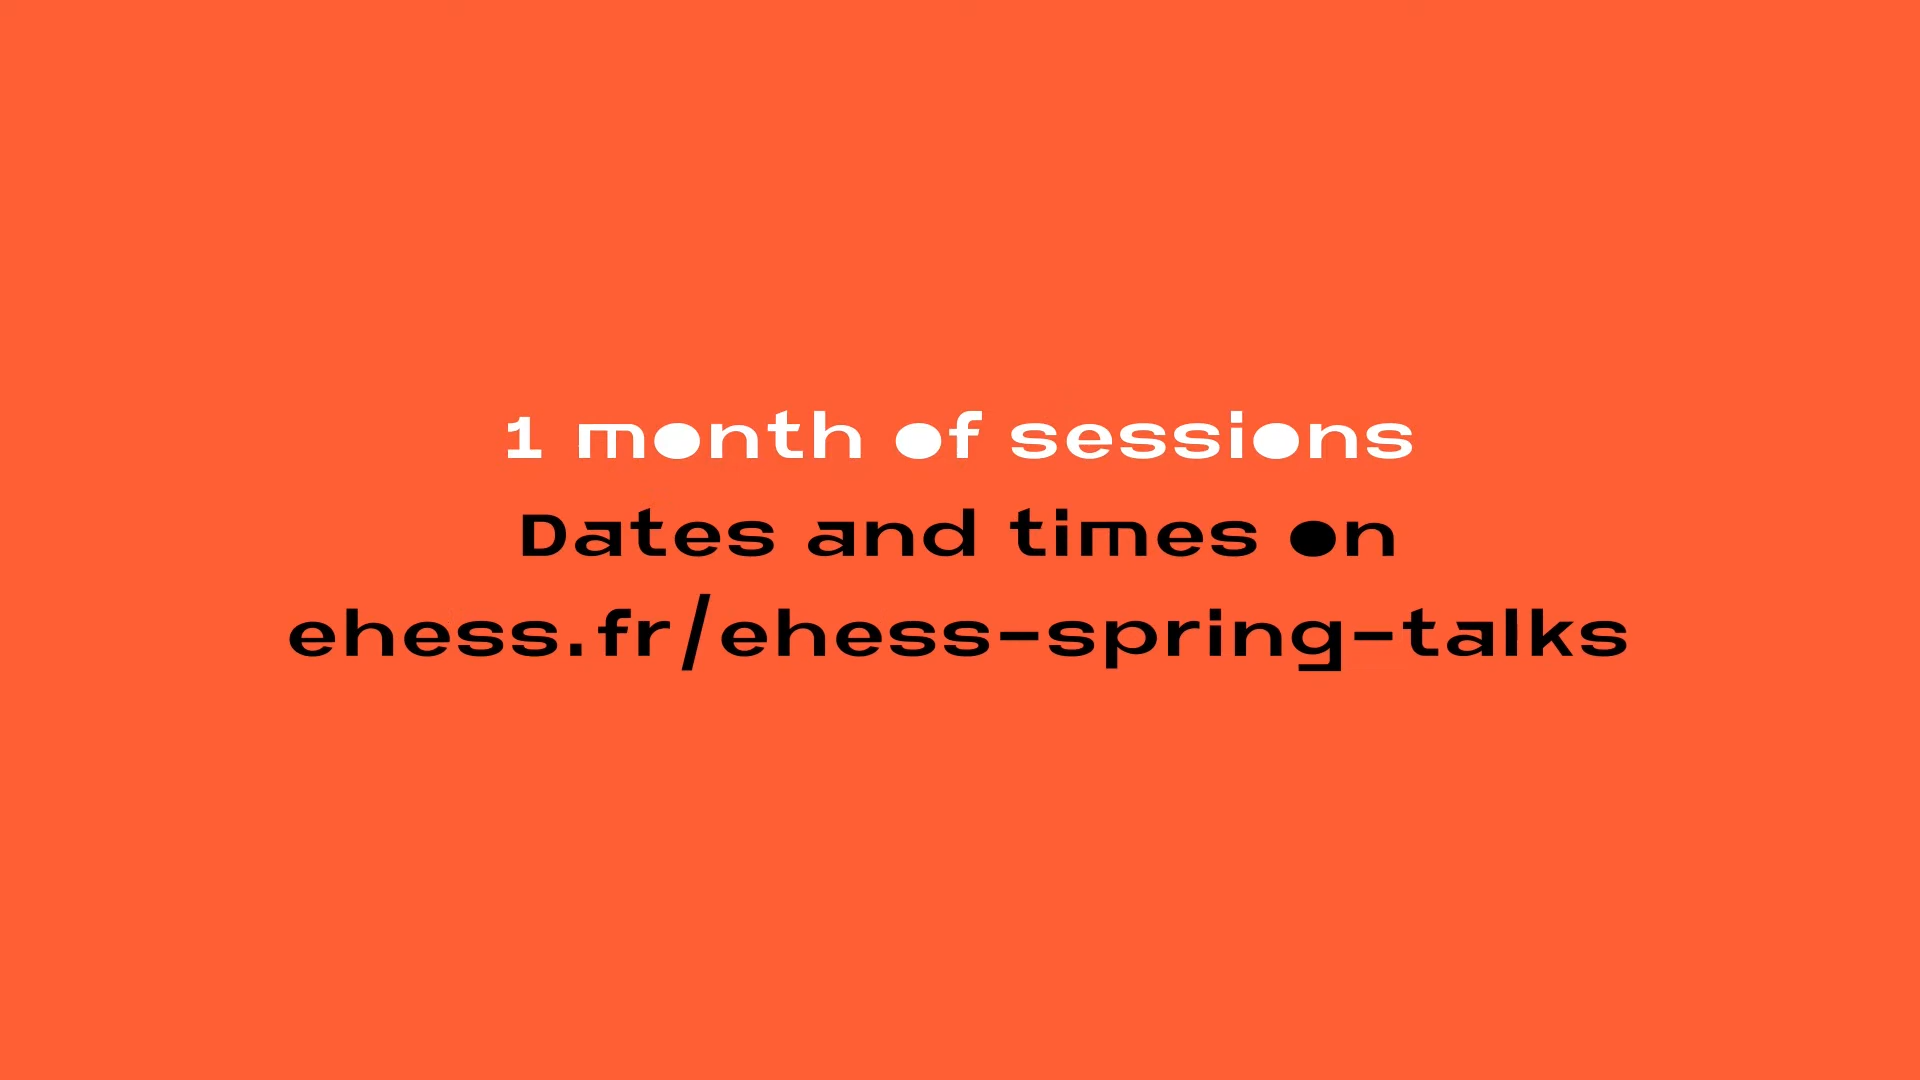 1 month of sessions
Dates and times on
ehess.fr/ehess-spring-talks